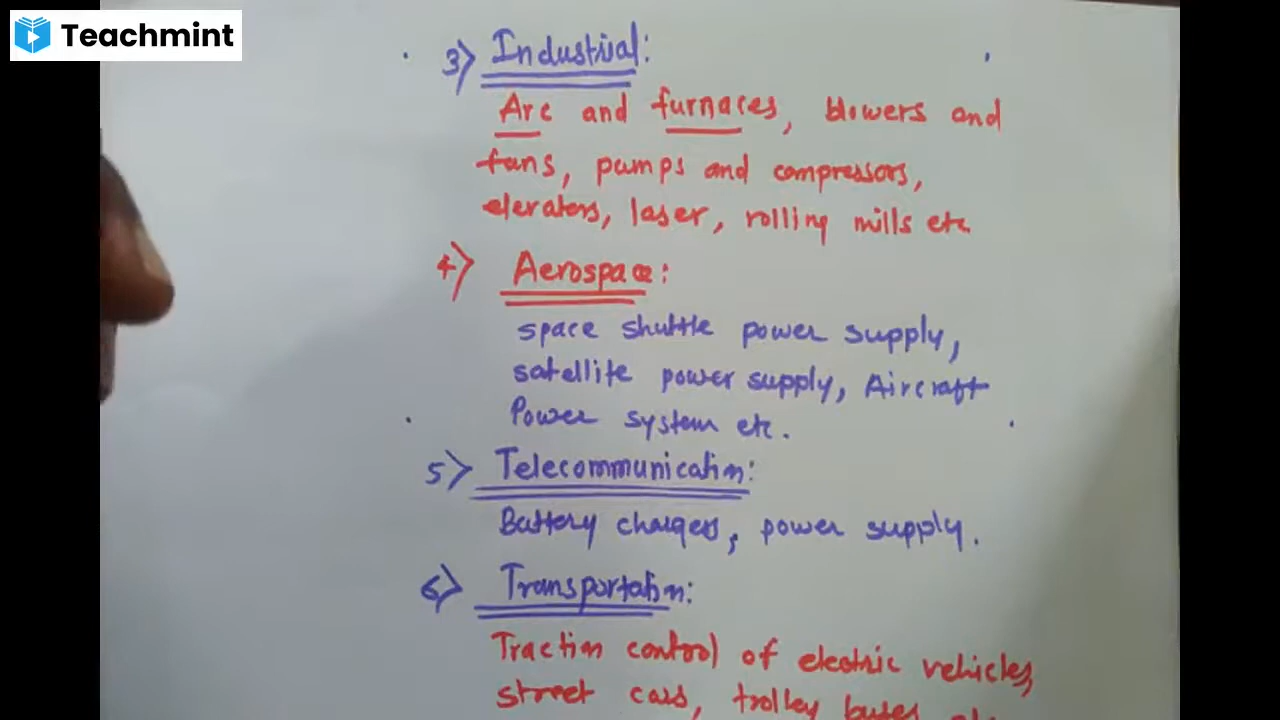 Teachmint
3) Industrial:
Arc and furnaces, blowers and
fans, pumps and compressors,
elevators, laser, rolling mills etc
4) Aerospace:
space shuttle power supply,
satellite power supply, Aircraft
Power system etc.
5) Telecommunication:
Battery chargers, power supply.
6) Transportation:
Traction control of electric vehicles,
street cars, trolley buses